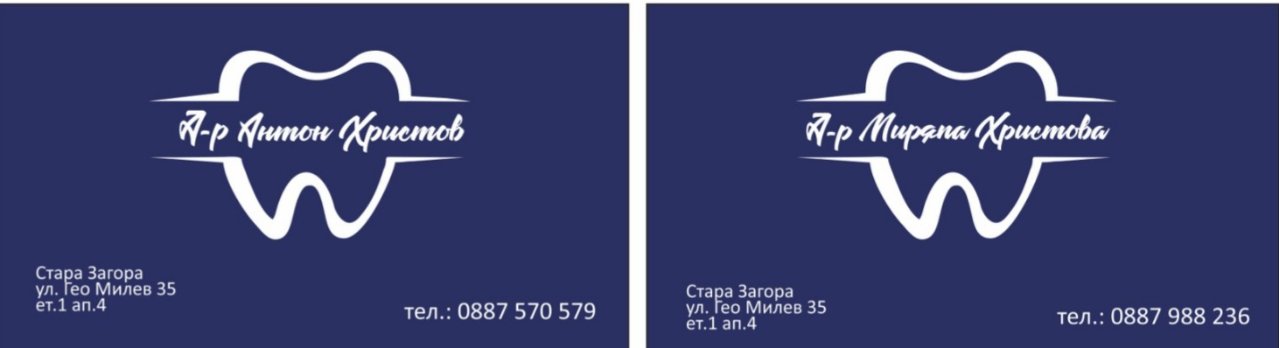 Д-р Антон Христов
Стара Загора
ул. Гео Милев 35
ет.1 ап.4
тел.: 0887 570 579
Д-р Миряna Христова
Стара Загора
ул. Гео Милев 35
ет.1 ап.4
тел.: 0887 988 236